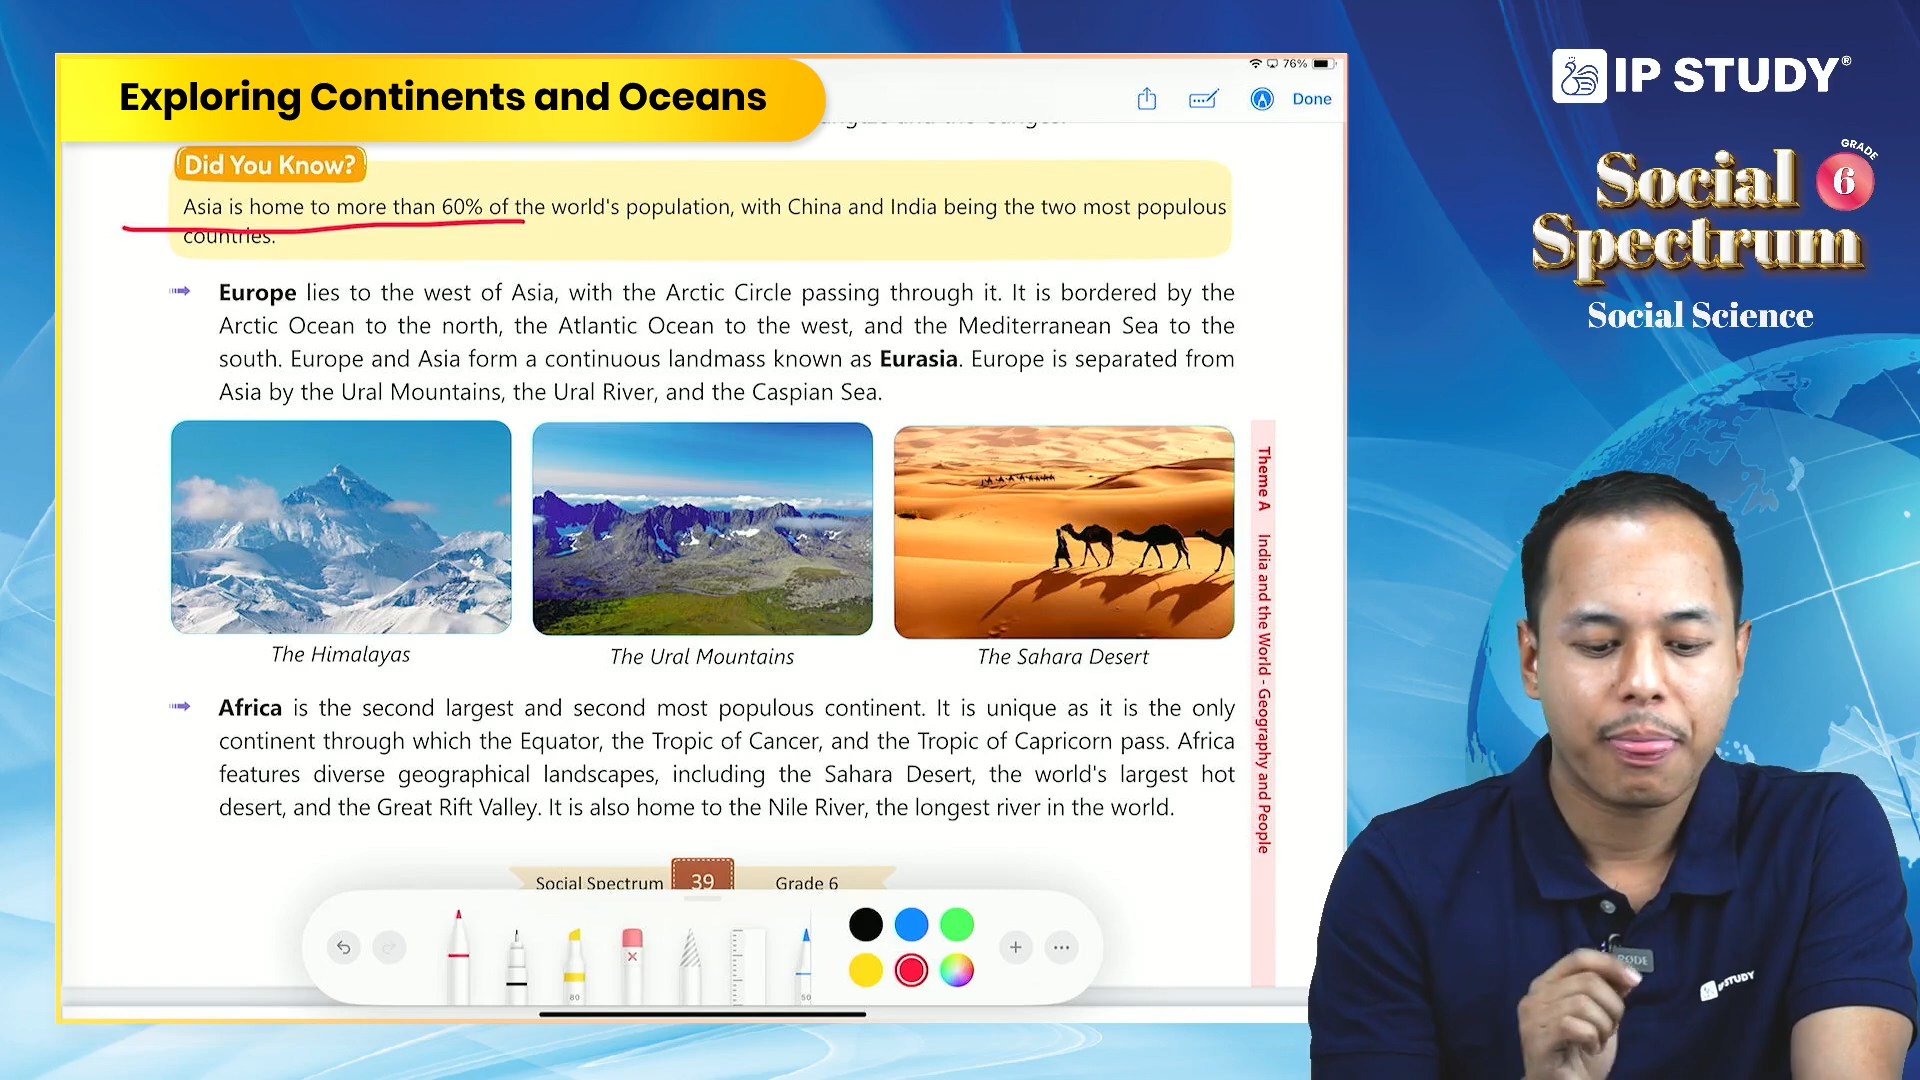 Exploring Continents and Oceans
76%
Done
Did You Know?
Asia is home to more than 60% of the world's population, with China and India being the two most populous
countries.
Europe lies to the west of Asia, with the Arctic Circle passing through it. It is bordered by the
Arctic Ocean to the north, the Atlantic Ocean to the west, and the Mediterranean Sea to the
south. Europe and Asia form a continuous landmass known as Eurasia. Europe is separated from
Asia by the Ural Mountains, the Ural River, and the Caspian Sea.
The Himalayas
The Ural Mountains
The Sahara Desert
Africa is the second largest and second most populous continent. It is unique as it is the only
continent through which the Equator, the Tropic of Cancer, and the Tropic of Capricorn pass. Africa
features diverse geographical landscapes, including the Sahara Desert, the world's largest hot
desert, and the Great Rift Valley. It is also home to the Nile River, the longest river in the world.
Social Spectrum
39
Grade 6
80
50
Theme A India and the World - Geography and People
IP STUDY®
Social
Spectrum
GRADE
6
Social Science
RODE
IP STUDY